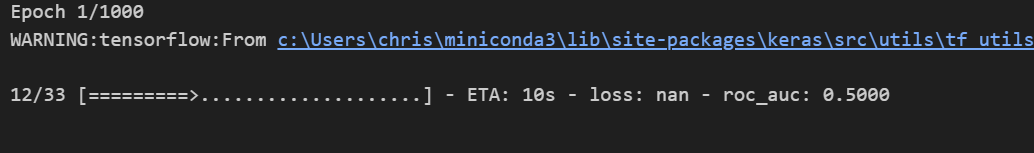 Epoch 1/1000
WARNING:tensorflow:From c:\Users\chris\miniconda3\lib\site-packages\keras\src\utils\tf_utils
12/33 [=========>....................] - ETA: 10s - loss: nan - roc_auc: 0.5000